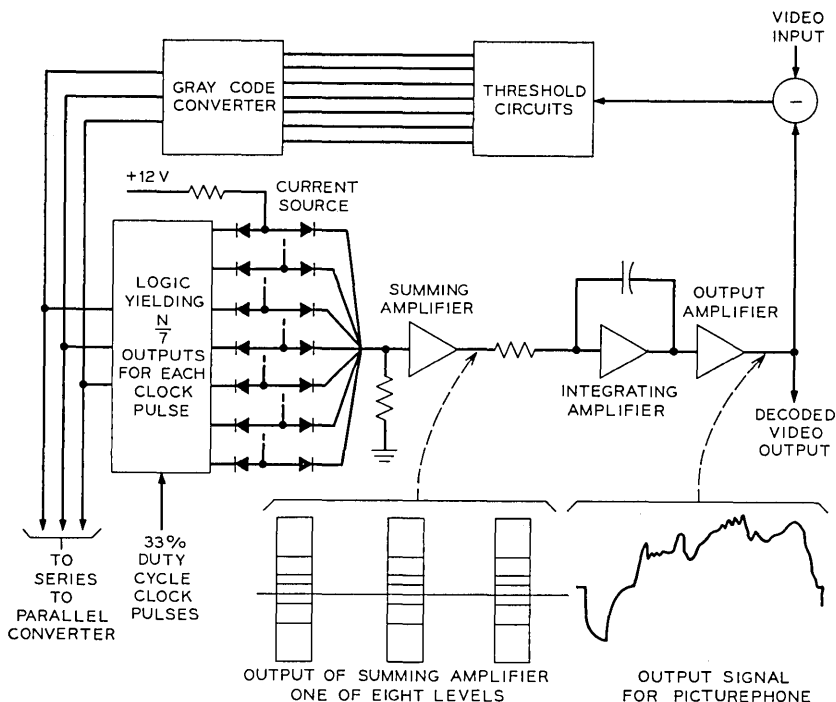 VIDEO
INPUT
−
GRAY CODE
CONVERTER
THRESHOLD
CIRCUITS
+12 V
CURRENT
SOURCE
LOGIC
YIELDING
N
7
OUTPUTS
FOR EACH
CLOCK
PULSE
SUMMING
AMPLIFIER
OUTPUT
AMPLIFIER
INTEGRATING
AMPLIFIER
DECODED
VIDEO
OUTPUT
TO
SERIES
TO
PARALLEL
CONVERTER
33%
DUTY
CYCLE
CLOCK
PULSES
OUTPUT OF SUMMING AMPLIFIER
ONE OF EIGHT LEVELS
OUTPUT SIGNAL
FOR PICTUREPHONE